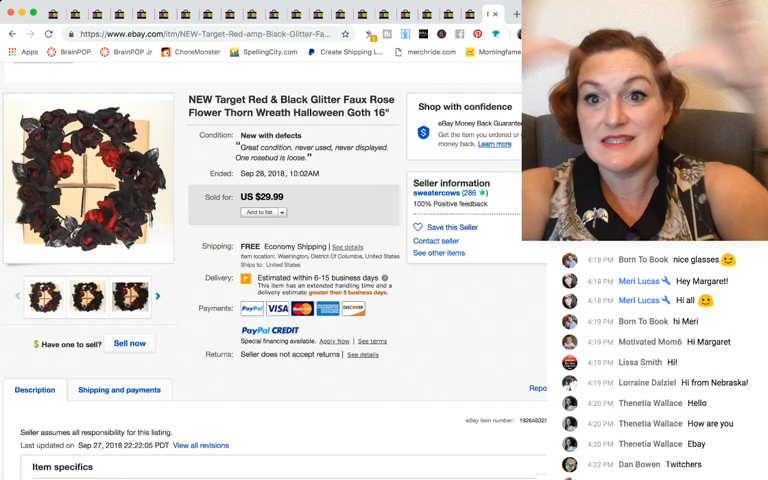 https://www.ebay.com/itm/NEW-Target-Red-amp-Black-Glitter-Fa...
Apps
BrainPOP
BrainPOP Jr
ChoreMonster
SpellingCity.com
Create Shipping L...
merchride.com
Morningfame
NEW Target Red & Black Glitter Faux Rose
Flower Thorn Wreath Halloween Goth 16"
Condition: New with defects
"Great condition. never used, never displayed.
One rosebud is loose."
Ended: Sep 28, 2018 , 10:02AM
Sold for: US $29.99
Add to list
Shipping: FREE Economy Shipping | See details
Item location: Washington, District Of Columbia, United States
Ships to: United States
Delivery: Estimated within 6-15 business days
This item has an extended handling time and a
delivery estimate greater than 5 business days.
Payments: PayPal VISA MasterCard DISCOVER
PayPal CREDIT
Special financing available. Apply Now | See terms
Returns: Seller does not accept returns | See details
Have one to sell? Sell now
Shop with confidence
eBay Money Back Guarante
Get the item you ordered or
money back. Learn more
Seller information
sweatercows (286
100% Positive feedback
Save this Seller
Contact seller
See other items
Description
Shipping and payments
Repo
eBay item number: 192646325
Seller assumes all responsibility for this listing.
Last updated on Sep 27, 2018 22:22:05 PDT View all revisions
Item specifics
4:18 PM Born To Book nice glasses
4:18 PM Meri Lucas Hey Margaret!
4:18 PM Meri Lucas Hi all
4:19 PM Born To Book hi Meri
4:19 PM Motivated Mom6 Hi Margaret
4:19 PM Lissa Smith Hi!
4:19 PM Lorraine Dalziel Hi from Nebraska!
4:20 PM Thenetia Wallace Hello
4:20 PM Thenetia Wallace How are you
4:20 PM Thenetia Wallace Ebay
4:22 PM Dan Bowen Twitchers